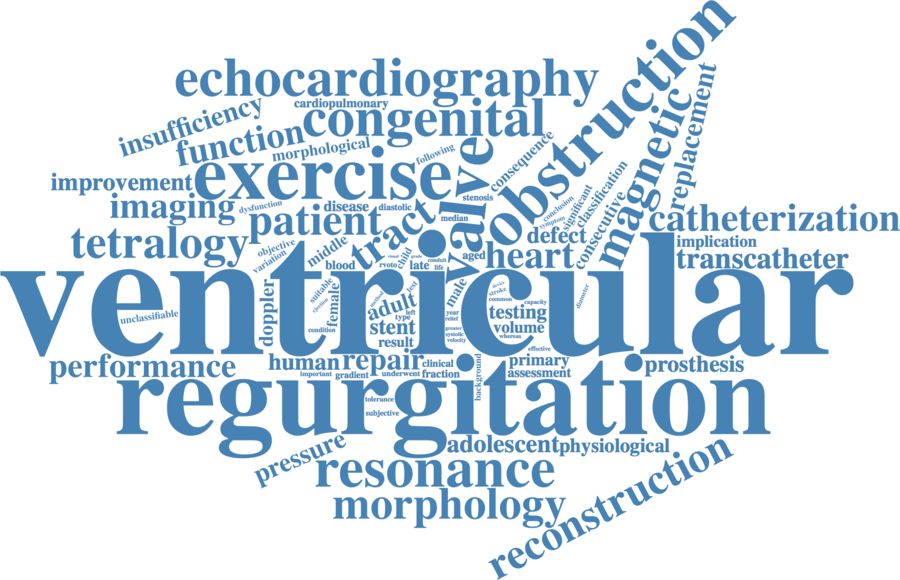 obstruction
echocardiography
magnetic
replacement
cardiopulmonary
insufficiency
congenital
function
morphological
valve
consequence
following
exercise
improvement
imaging
dysfunction
disease
diastolic
stenosis
classification
significant
conclusion
symptom
consecutive
patient
tract
median
catheterization
tetralogy
objective
variation
middle
child
defect
implication
heart
aged
transcatheter
blood
rvoto
late
conduit
life
ventricular
suitable
female
doppler
unclassifiable
condition
adult
test
left
type
stent
result
male
year
relief
greater
systolic
velocity
device
stroke
common
capacity
testing
volume
whereas
diameter
effective
performance
human
repair
clinical
important
gradient
underwent
fraction
background
primary
assessment
prosthesis
regurgitation
tolerance
subjective
pressure
adolescent
physiological
resonance
morphology
reconstruction